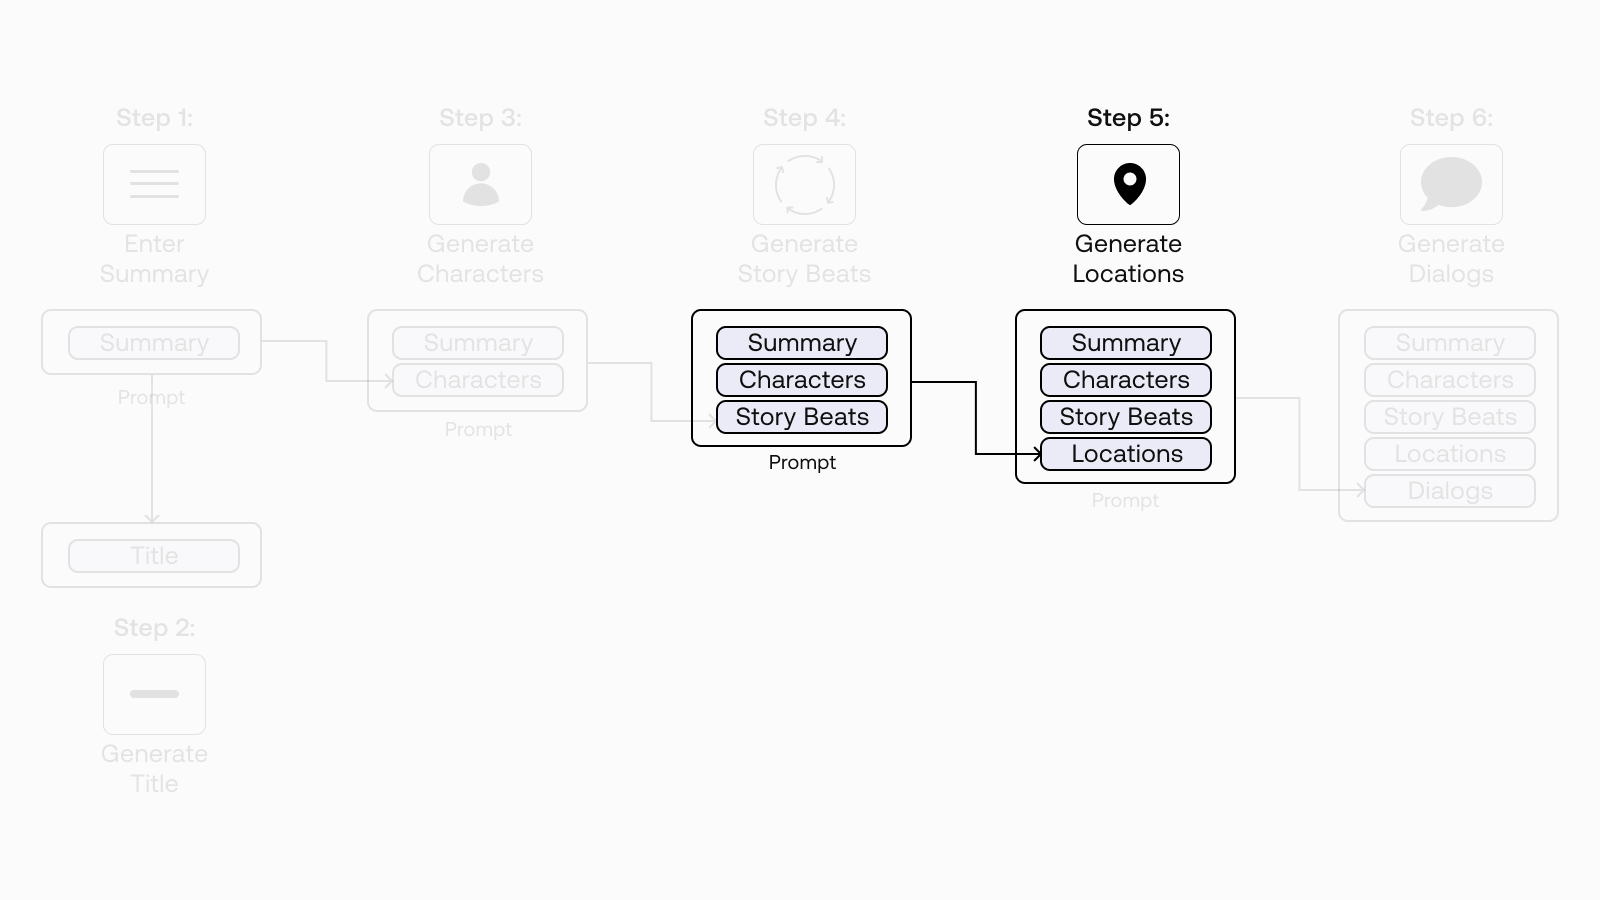 Step 1:
Enter
Summary
Summary
Prompt
Title
Step 2:
Generate
Title
Step 3:
Generate
Characters
Summary
Characters
Prompt
Step 4:
Generate
Story Beats
Summary
Characters
Story Beats
Prompt
Step 5:
Generate
Locations
Summary
Characters
Story Beats
Locations
Prompt
Step 6:
Generate
Dialogs
Summary
Characters
Story Beats
Locations
Dialogs